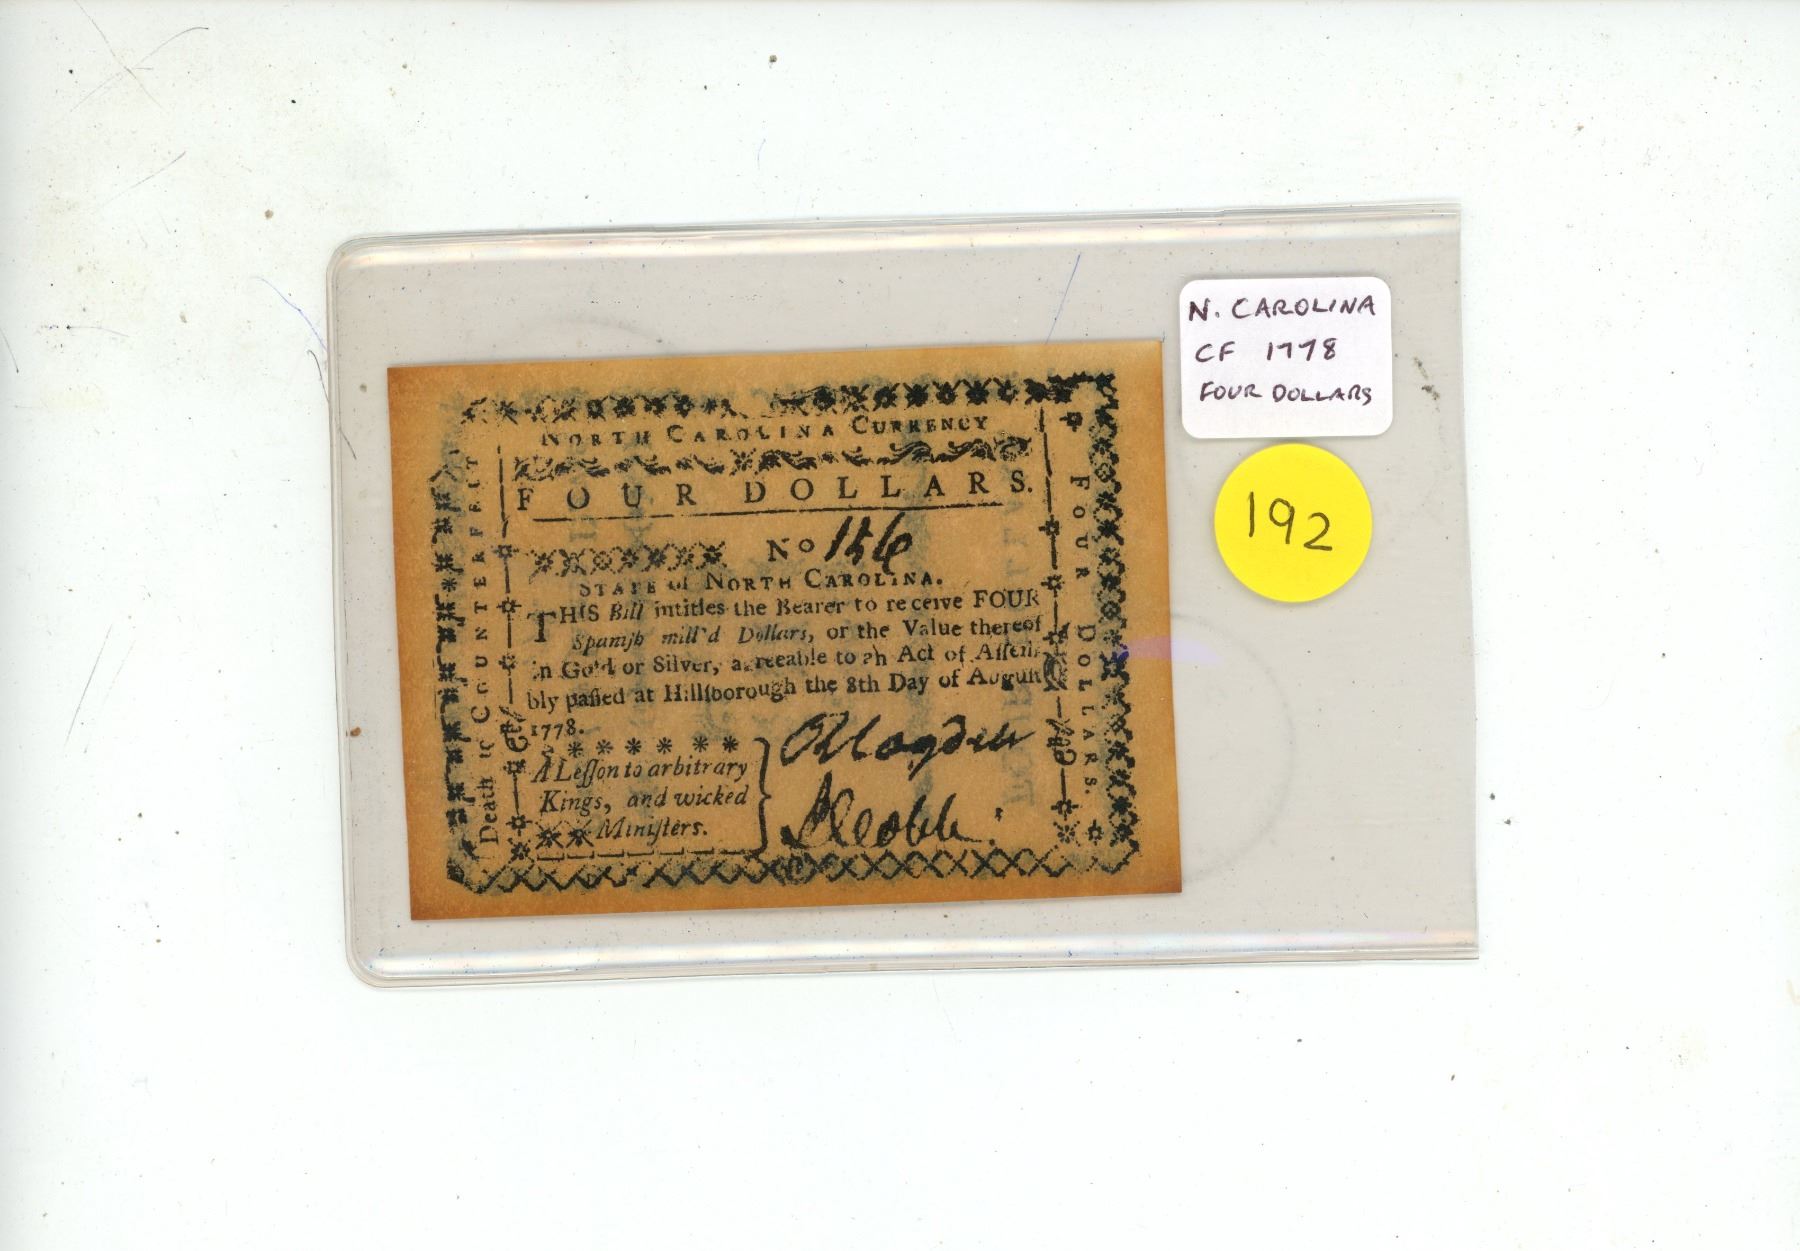 NORTH CAROLINA CURRENCY
FOUR DOLLARS.
No 156
STATE of NORTH CAROLINA.
THIS Bill intitles the Bearer to receive FOUR
Spaniſh mill'd Dollars, or the Value thereof
in Gold or Silver, agreeable to an Act of Aſſem-
bly paſſed at Hillſborough the 8th Day of Auguſt
1778.
A Leſſon to arbitrary
Kings, and wicked
Miniſters.
Death to COUNTERFEIT
FOUR DOLLARS.
N. CAROLINA
CF 1778
FOUR DOLLARS
192